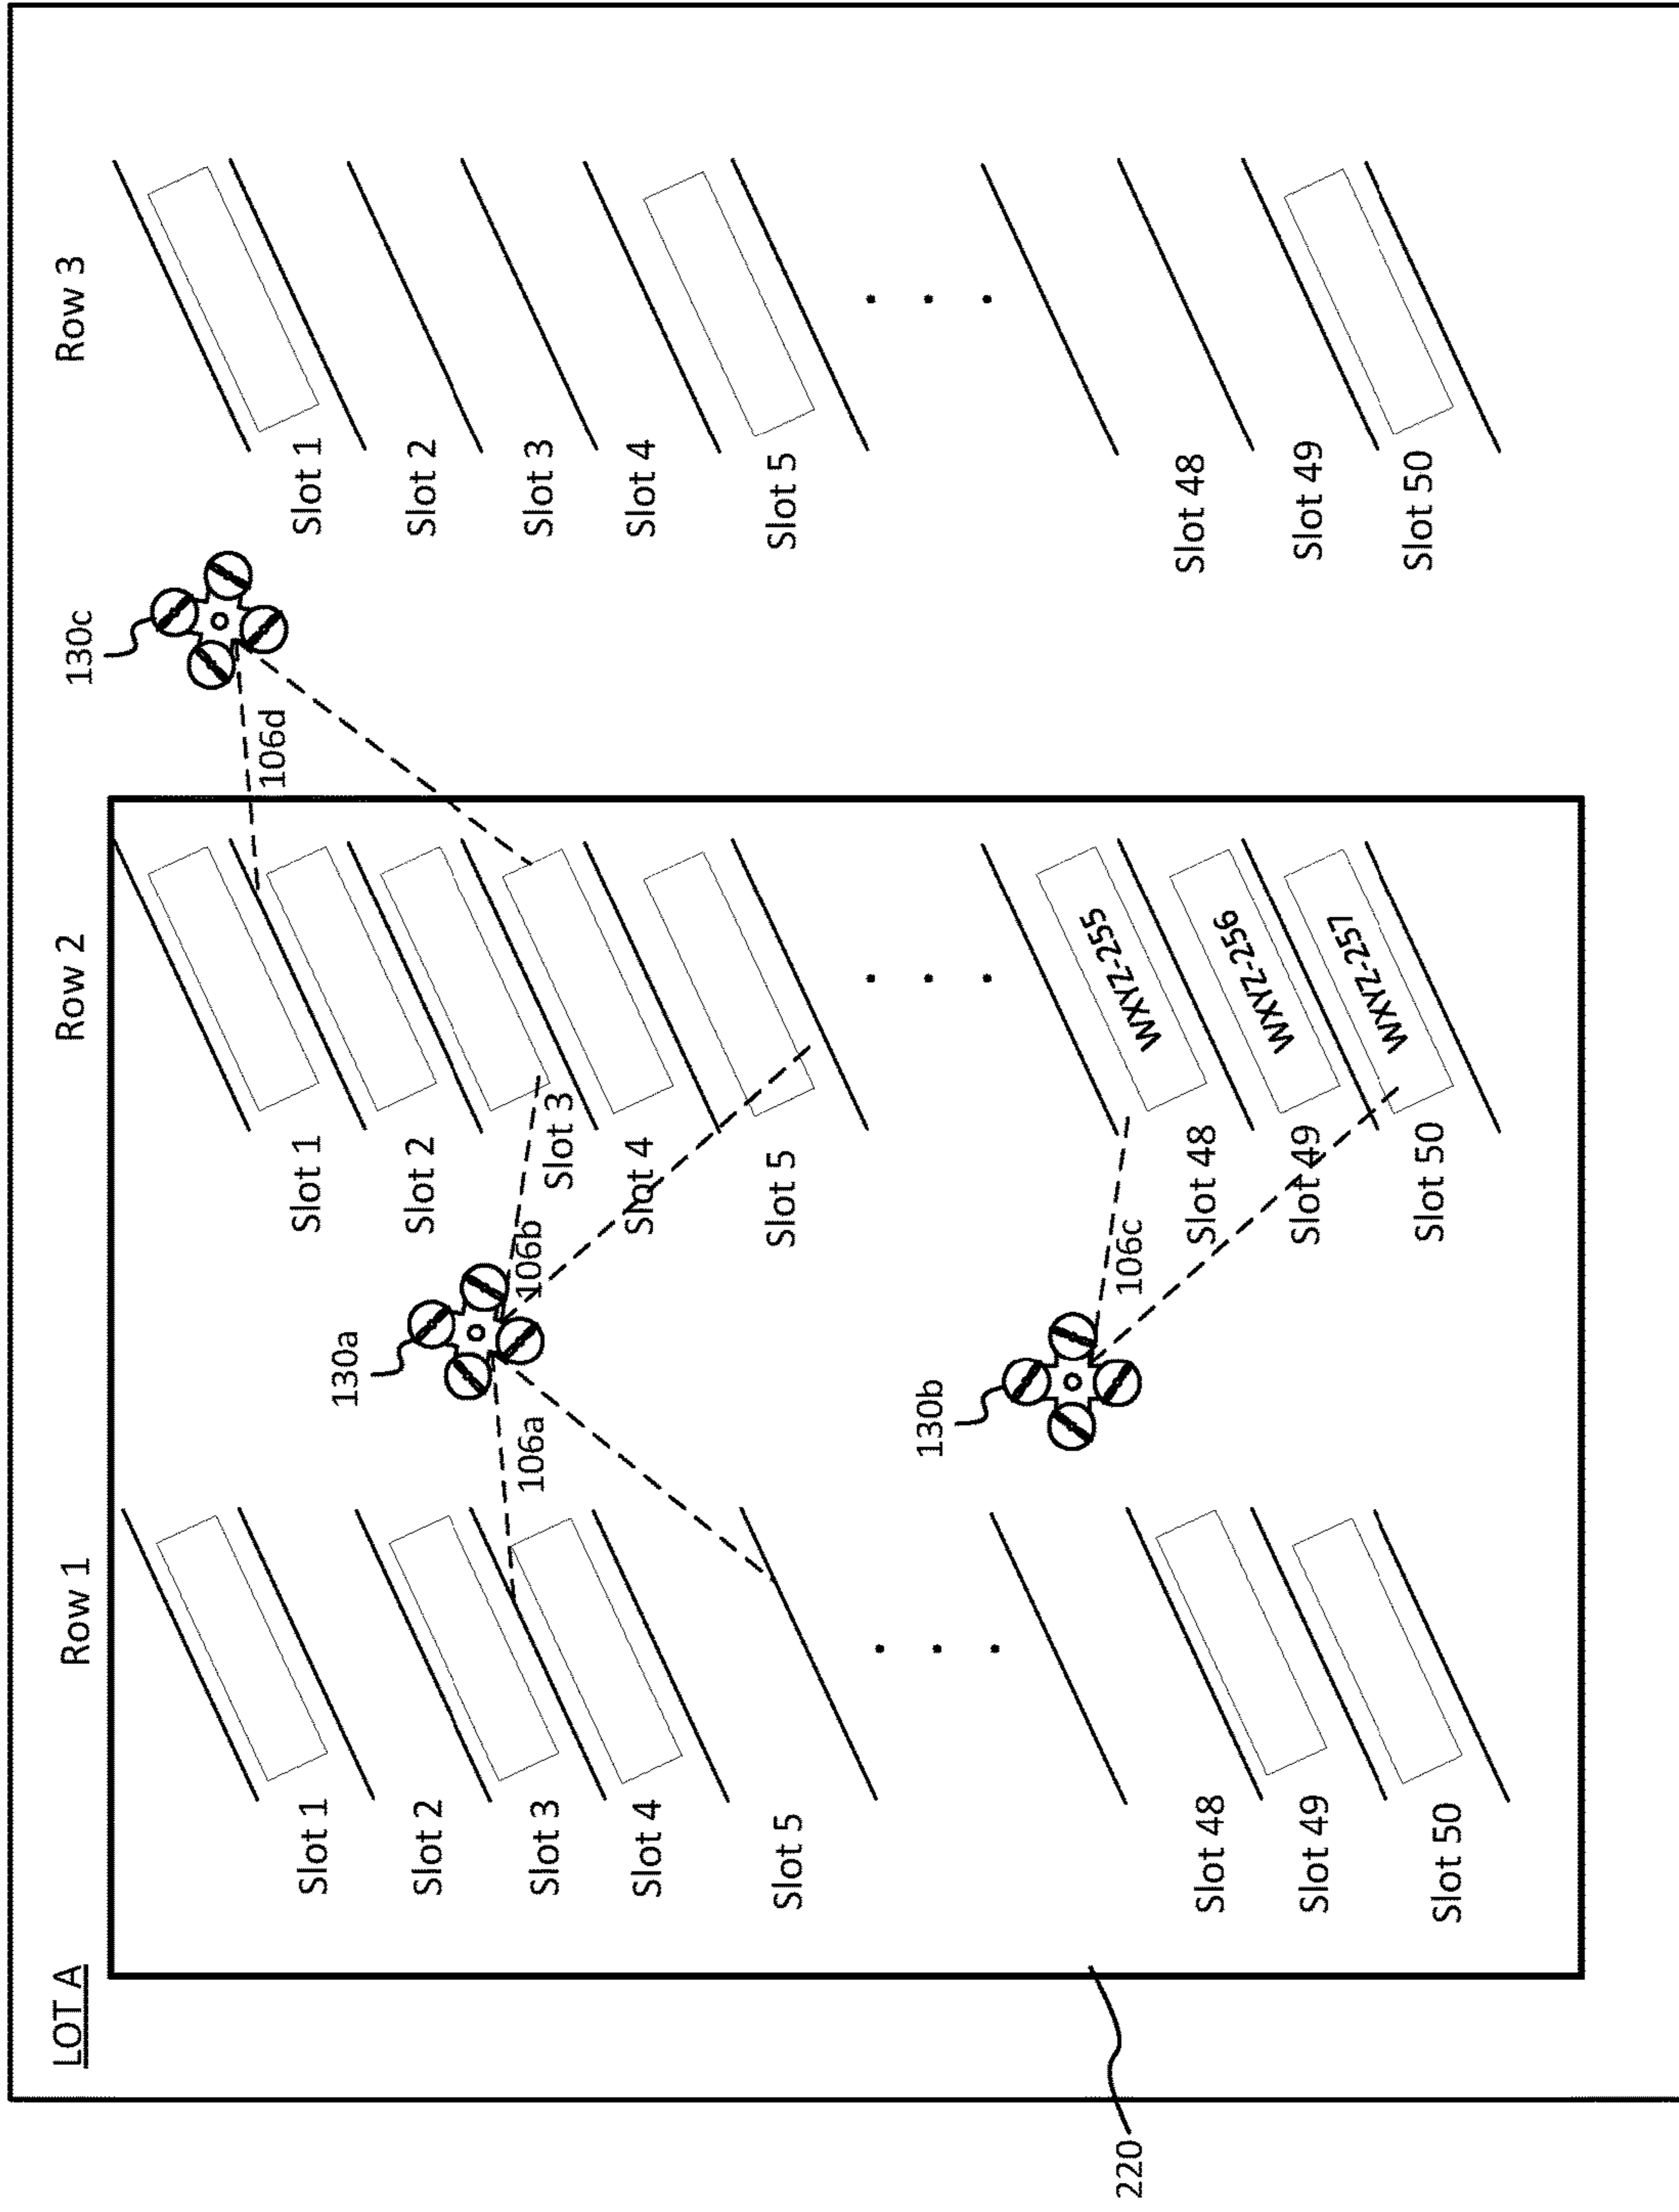 LOT A
Row 1
Row 2
Row 3
Slot 1
Slot 2
Slot 3
Slot 4
Slot 5
Slot 48
Slot 49
Slot 50
130a
106a
106b
130b
106c
Slot 1
Slot 2
Slot 3
Slot 4
Slot 5
Slot 48
Slot 49
Slot 50
WXYZ-255
WXYZ-256
WXYZ-257
130c
106d
Slot 1
Slot 2
Slot 3
Slot 4
Slot 5
Slot 48
Slot 49
Slot 50
220